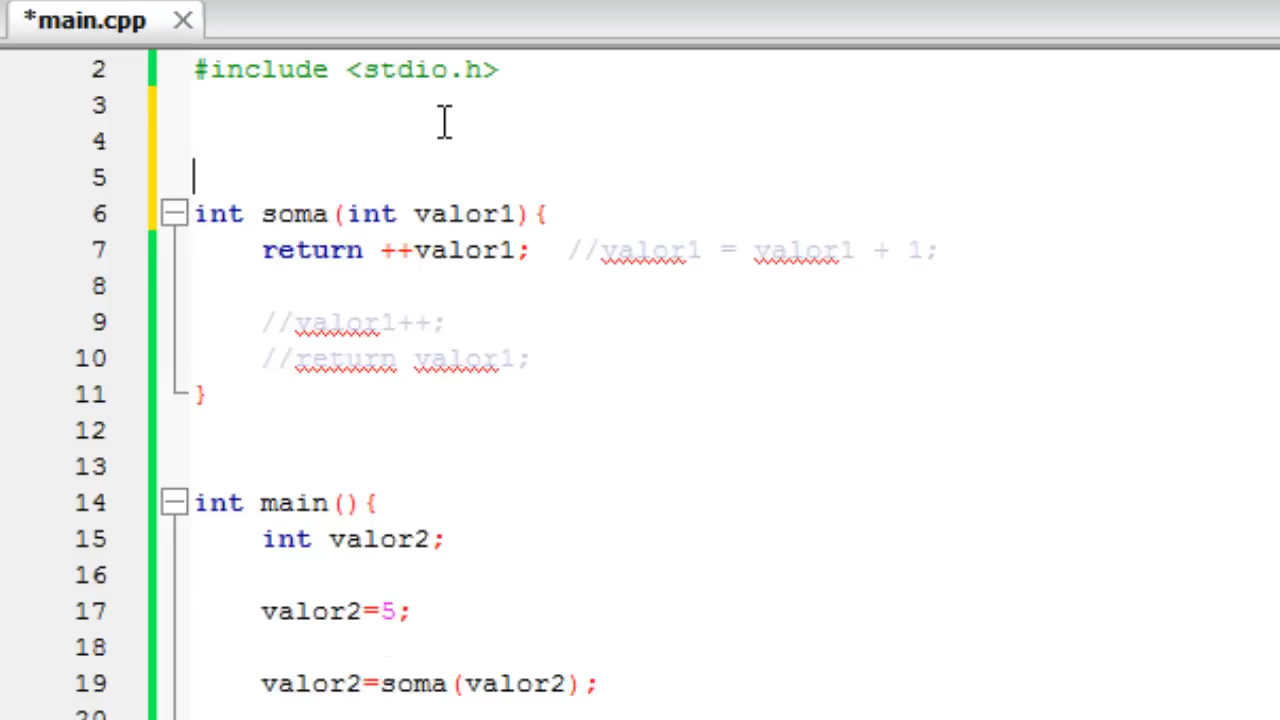 *main.cpp
2 #include <stdio.h>
3
4
5
6 int soma(int valor1){
7 return ++valor1; //valor1 = valor1 + 1;
8
9 //valor1++;
10 //return valor1;
11 }
12
13
14 int main(){
15 int valor2;
16
17 valor2=5;
18
19 valor2=soma(valor2);
20